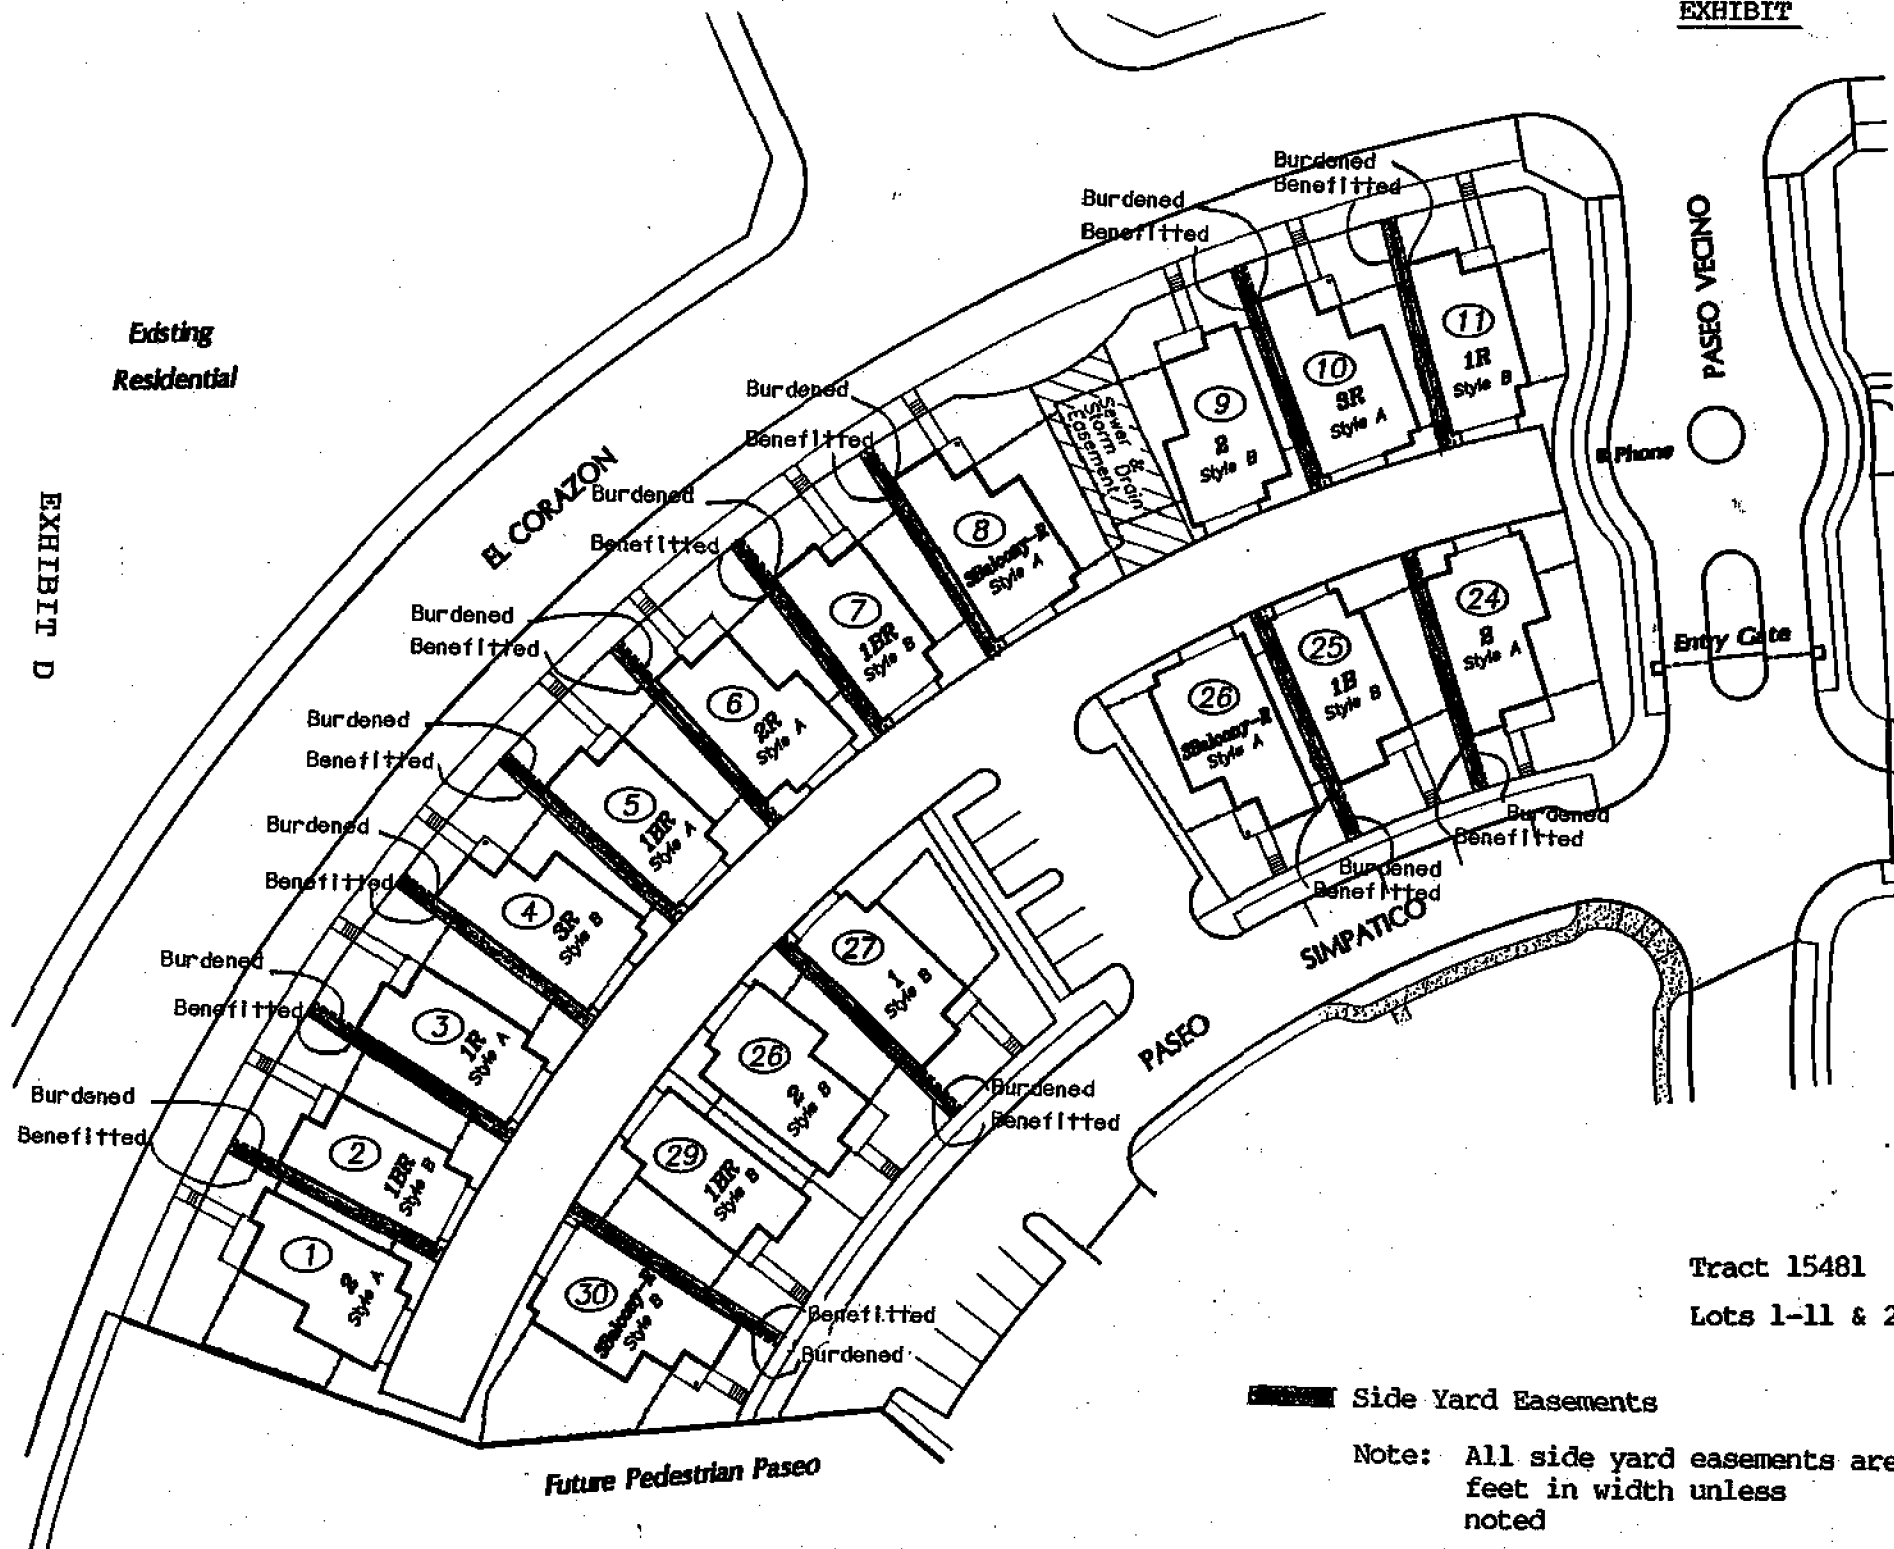 EXHIBIT
Burdened
Benefitted
Burdened
Benefitted
PASEO VECINO
Existing
Residential
11
1R
Style B
10
3R
Style A
9
2
Style B
Sewer &
Storm Drain
Easement
Burdened
Benefitted
EL CORAZON
Phone
EXHIBIT D
Burdened
Benefitted
8
3Balcony-R
Style A
7
1BR
Style B
Burdened
Benefitted
6
2R
Style A
24
2
Style A
Entry Gate
25
1B
Style B
26
3Balcony-R
Style A
Burdened
Benefitted
5
1BR
Style A
Burdened
Benefitted
Burdened
Benefitted
Burdened
Benefitted
4
3R
Style B
27
1
Style B
SIMPATICO
PASEO
Burdened
Benefitted
3
1R
Style A
26
2
Style B
Burdened
Benefitted
Burdened
Benefitted
2
1BR
Style B
29
1BR
Style B
1
2
Style A
30
3Balcony-R
Style B
Benefitted
Burdened
Tract 15481
Lots 1-11 & 2
Side Yard Easements
Note: All side yard easements are
feet in width unless
noted
Future Pedestrian Paseo